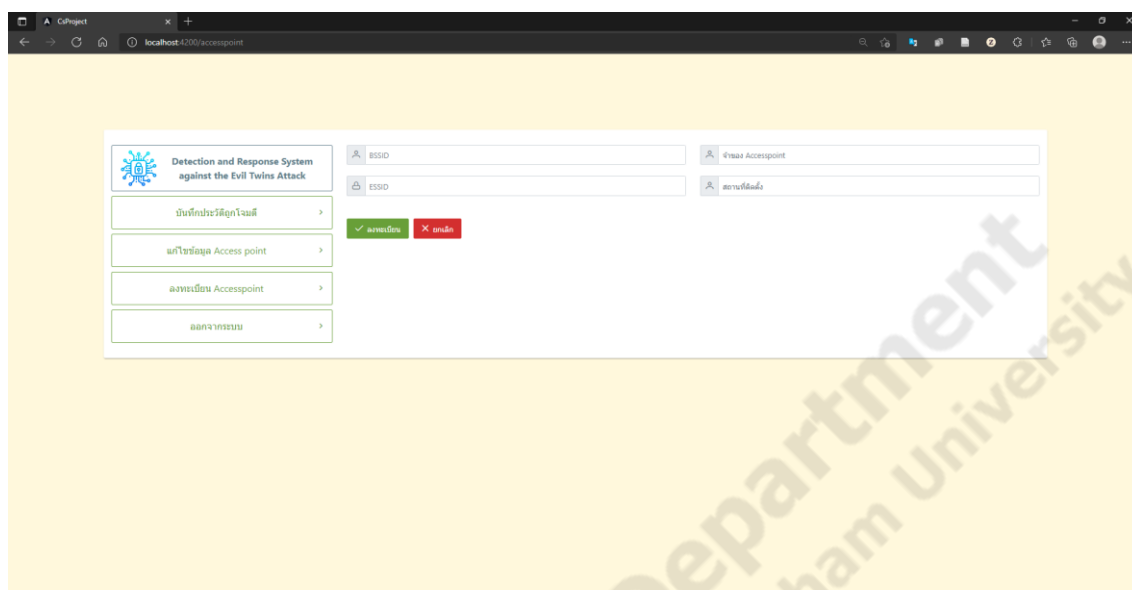 CsProject
localhost:4200/accesspoint
Detection and Response System
against the Evil Twins Attack
บันทึกประวัติถูกโจมตี
แก้ไขข้อมูล Access point
ลงทะเบียน Accesspoint
ออกจากระบบ
BSSID
จำของ Accesspoint
ESSID
สถานที่ติดตั้ง
ลงทะเบียน
ยกเลิก
Department
ham University